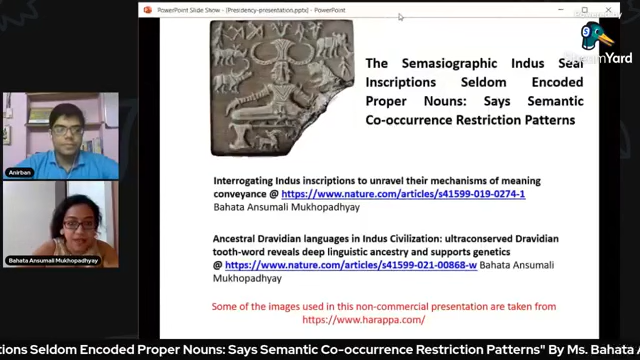 PowerPoint Slide Show - [Presidency-presentation.pptx] - PowerPoint
StreamYard
The Semasiographic Indus Seal
Inscriptions Seldom Encoded
Proper Nouns: Says Semantic
Co-occurrence Restriction Patterns
Anirban
Interrogating Indus inscriptions to unravel their mechanisms of meaning
conveyance @ https://www.nature.com/articles/s41599-019-0274-1
Bahata Ansumali Mukhopadhyay
Ancestral Dravidian languages in Indus Civilization: ultraconserved Dravidian
tooth-word reveals deep linguistic ancestry and supports genetics
@ https://www.nature.com/articles/s41599-021-00868-w Bahata Ansumali
Mukhopadhyay
Bahata Ansumali Mukhopadhyay
Some of the images used in this non-commercial presentation are taken from
https://www.harappa.com/
tions Seldom Encoded Proper Nouns: Says Semantic Co-occurrence Restriction Patterns" By Ms. Bahata A